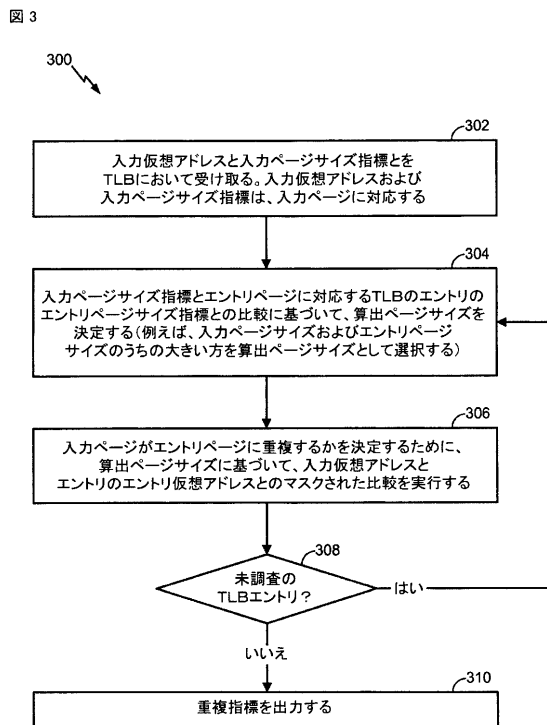 図 3
300
302
入力仮想アドレスと入力ページサイズ指標とを
TLBにおいて受け取る。入力仮想アドレスおよび
入力ページサイズ指標は、入力ページに対応する
304
入力ページサイズ指標とエントリページに対応するTLBのエントリの
エントリページサイズ指標との比較に基づいて、算出ページサイズを
決定する(例えば、入力ページサイズおよびエントリページ
サイズのうちの大きい方を算出ページサイズとして選択する)
306
入力ページがエントリページに重複するかを決定するために、
算出ページサイズに基づいて、入力仮想アドレスと
エントリのエントリ仮想アドレスとのマスクされた比較を実行する
308
未調査の
TLBエントリ?
はい
いいえ
310
重複指標を出力する